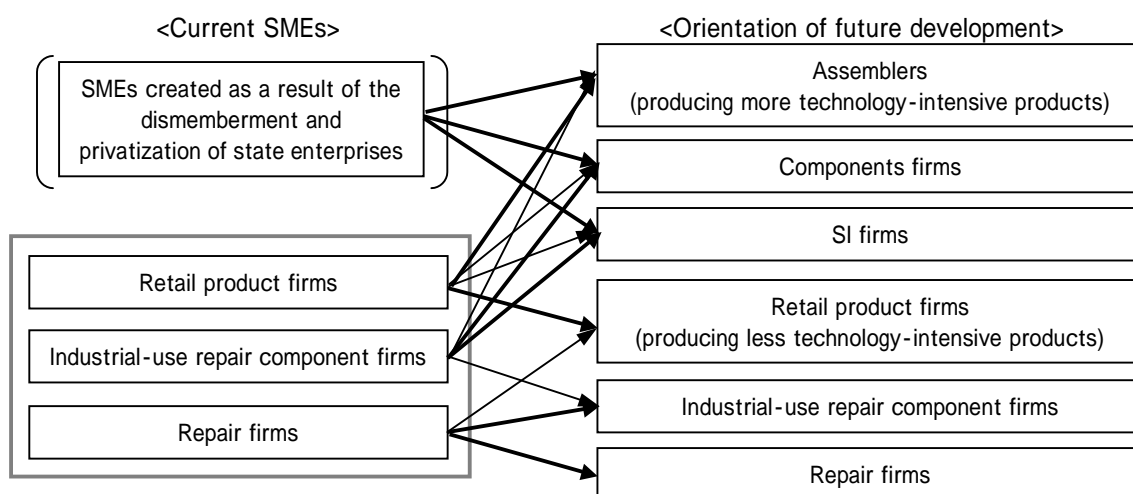 <Current SMEs>
SMEs created as a result of the
dismemberment and
privatization of state enterprises
Retail product firms
Industrial-use repair component firms
Repair firms
<Orientation of future development>
Assemblers
(producing more technology-intensive products)
Components firms
SI firms
Retail product firms
(producing less technology-intensive products)
Industrial-use repair component firms
Repair firms